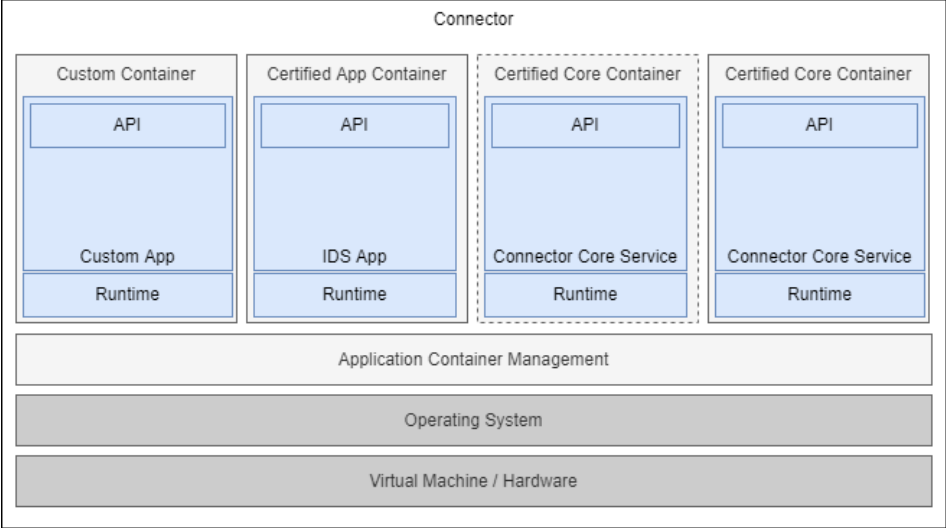 Connector
Custom Container
Certified App Container
Certified Core Container
Certified Core Container
API
API
API
API
Custom App
IDS App
Connector Core Service
Connector Core Service
Runtime
Runtime
Runtime
Runtime
Application Container Management
Operating System
Virtual Machine / Hardware